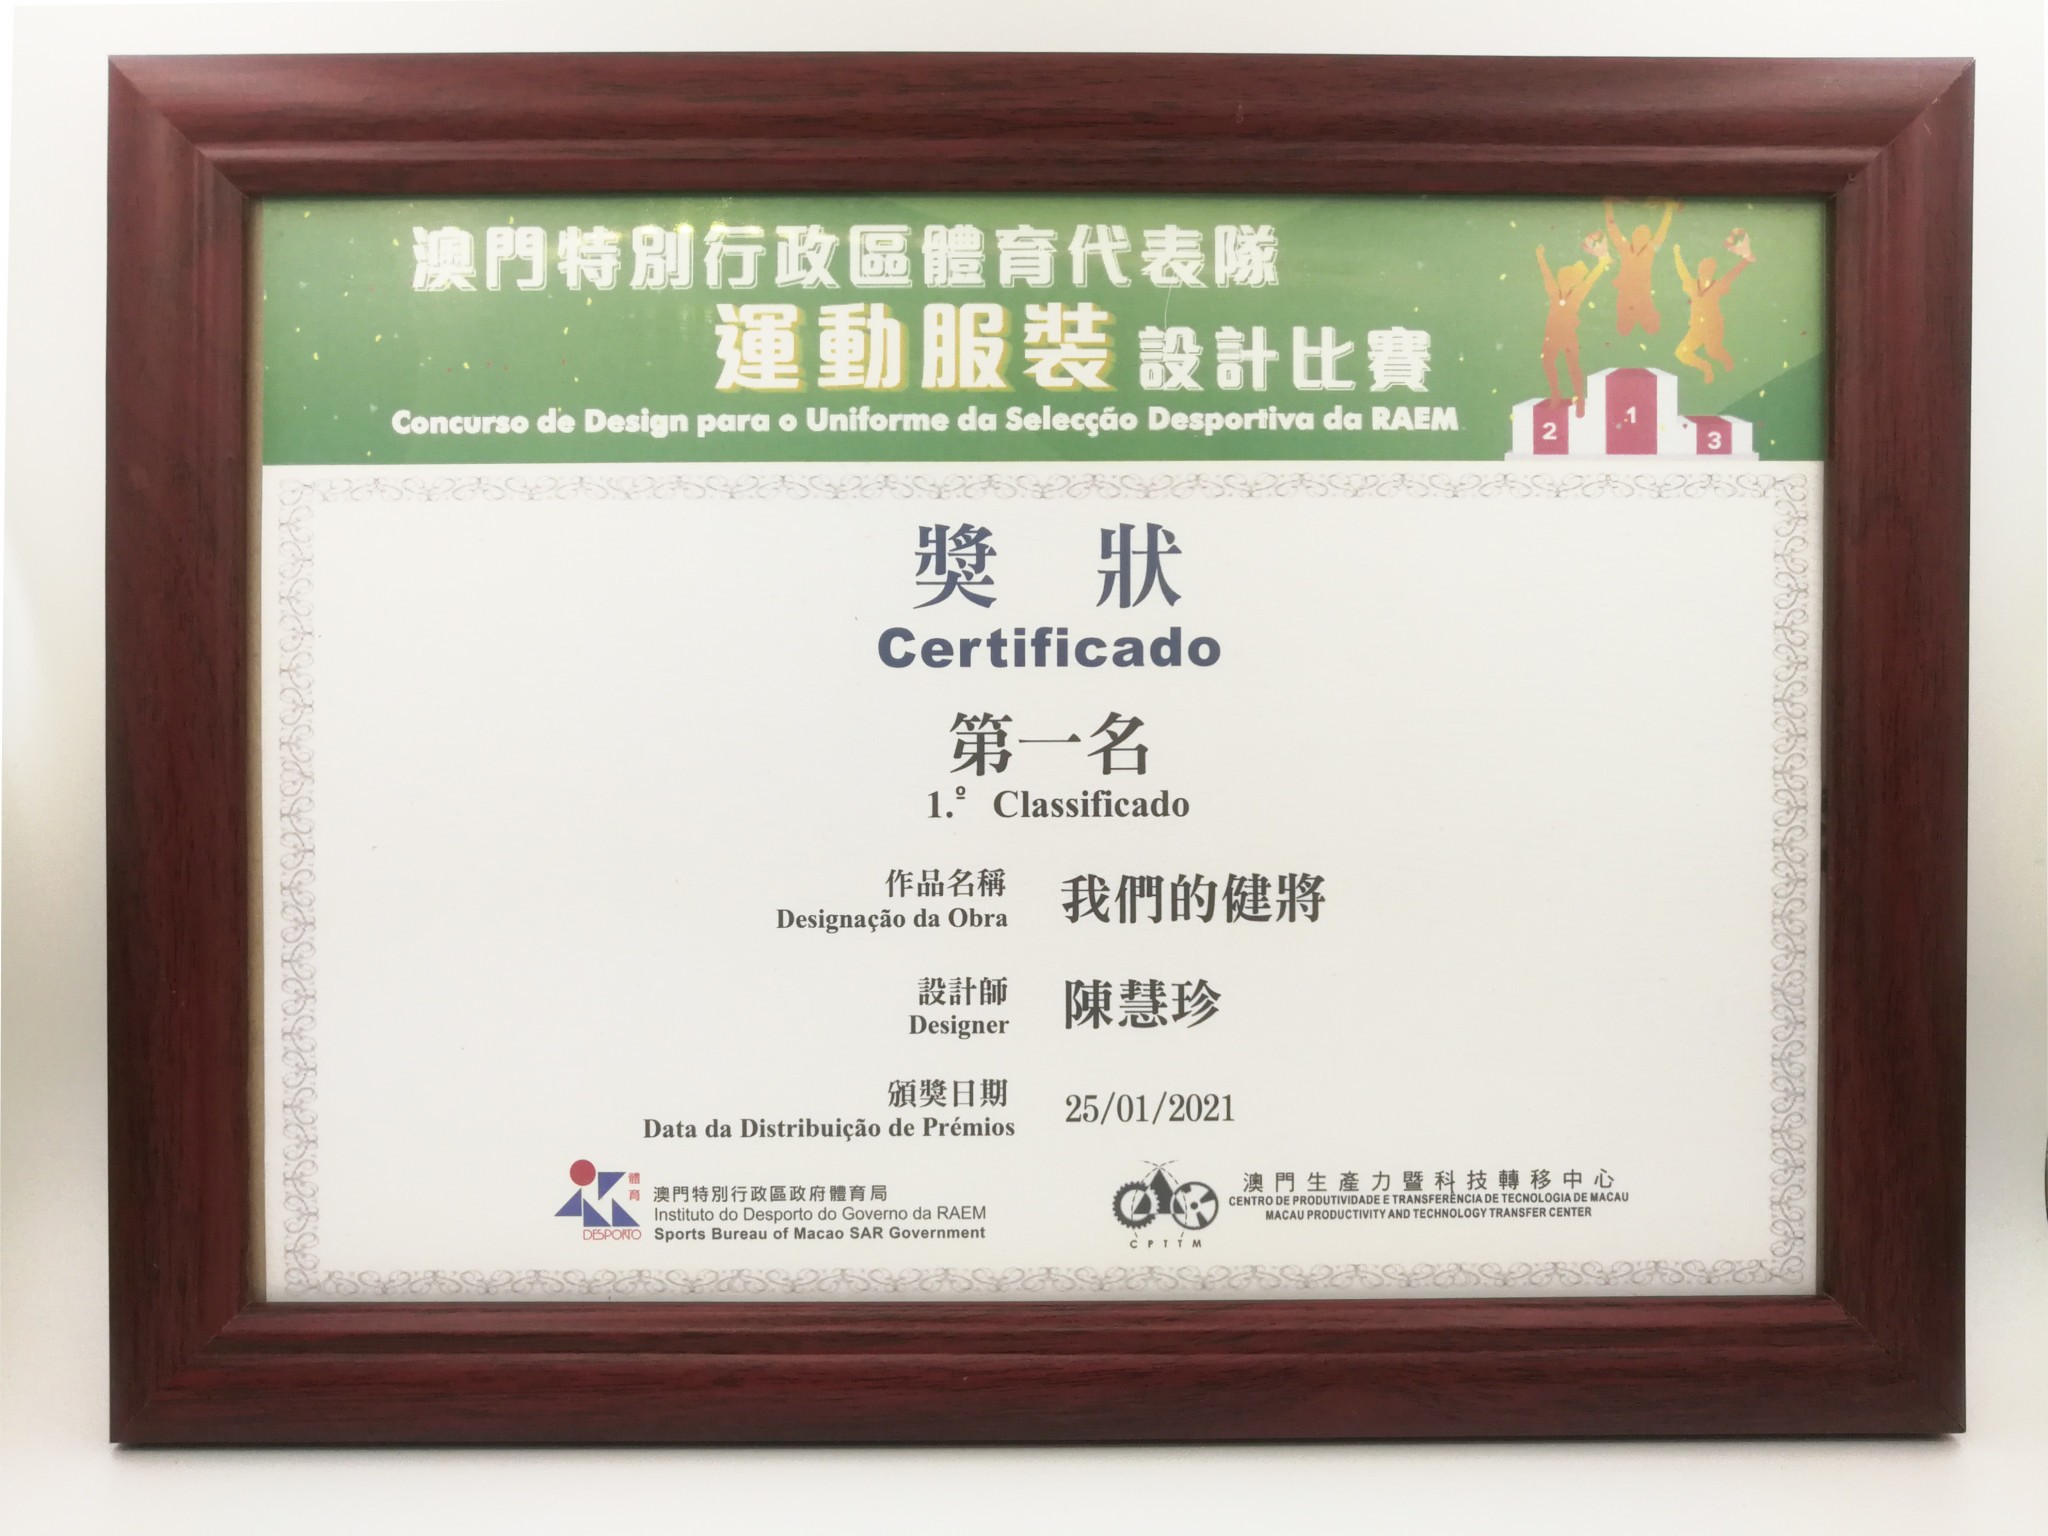 澳門特別行政區體育代表隊
運動服裝設計比賽
Concurso de Design para o Uniforme da Selecção Desportiva da RAEM
2 1 3
獎 狀
Certificado
第一名
1.º Classificado
作品名稱 我們的健將
Designação da Obra
設計師 陳慧珍
Designer
頒獎日期 25/01/2021
Data da Distribuição de Prémios
體育
DESPORTO
澳門特別行政區政府體育局
Instituto do Desporto do Governo da RAEM
Sports Bureau of Macao SAR Government
CPTTM
澳門生產力暨科技轉移中心
CENTRO DE PRODUTIVIDADE E TRANSFERÊNCIA DE TECNOLOGIA DE MACAU
MACAU PRODUCTIVITY AND TECHNOLOGY TRANSFER CENTER